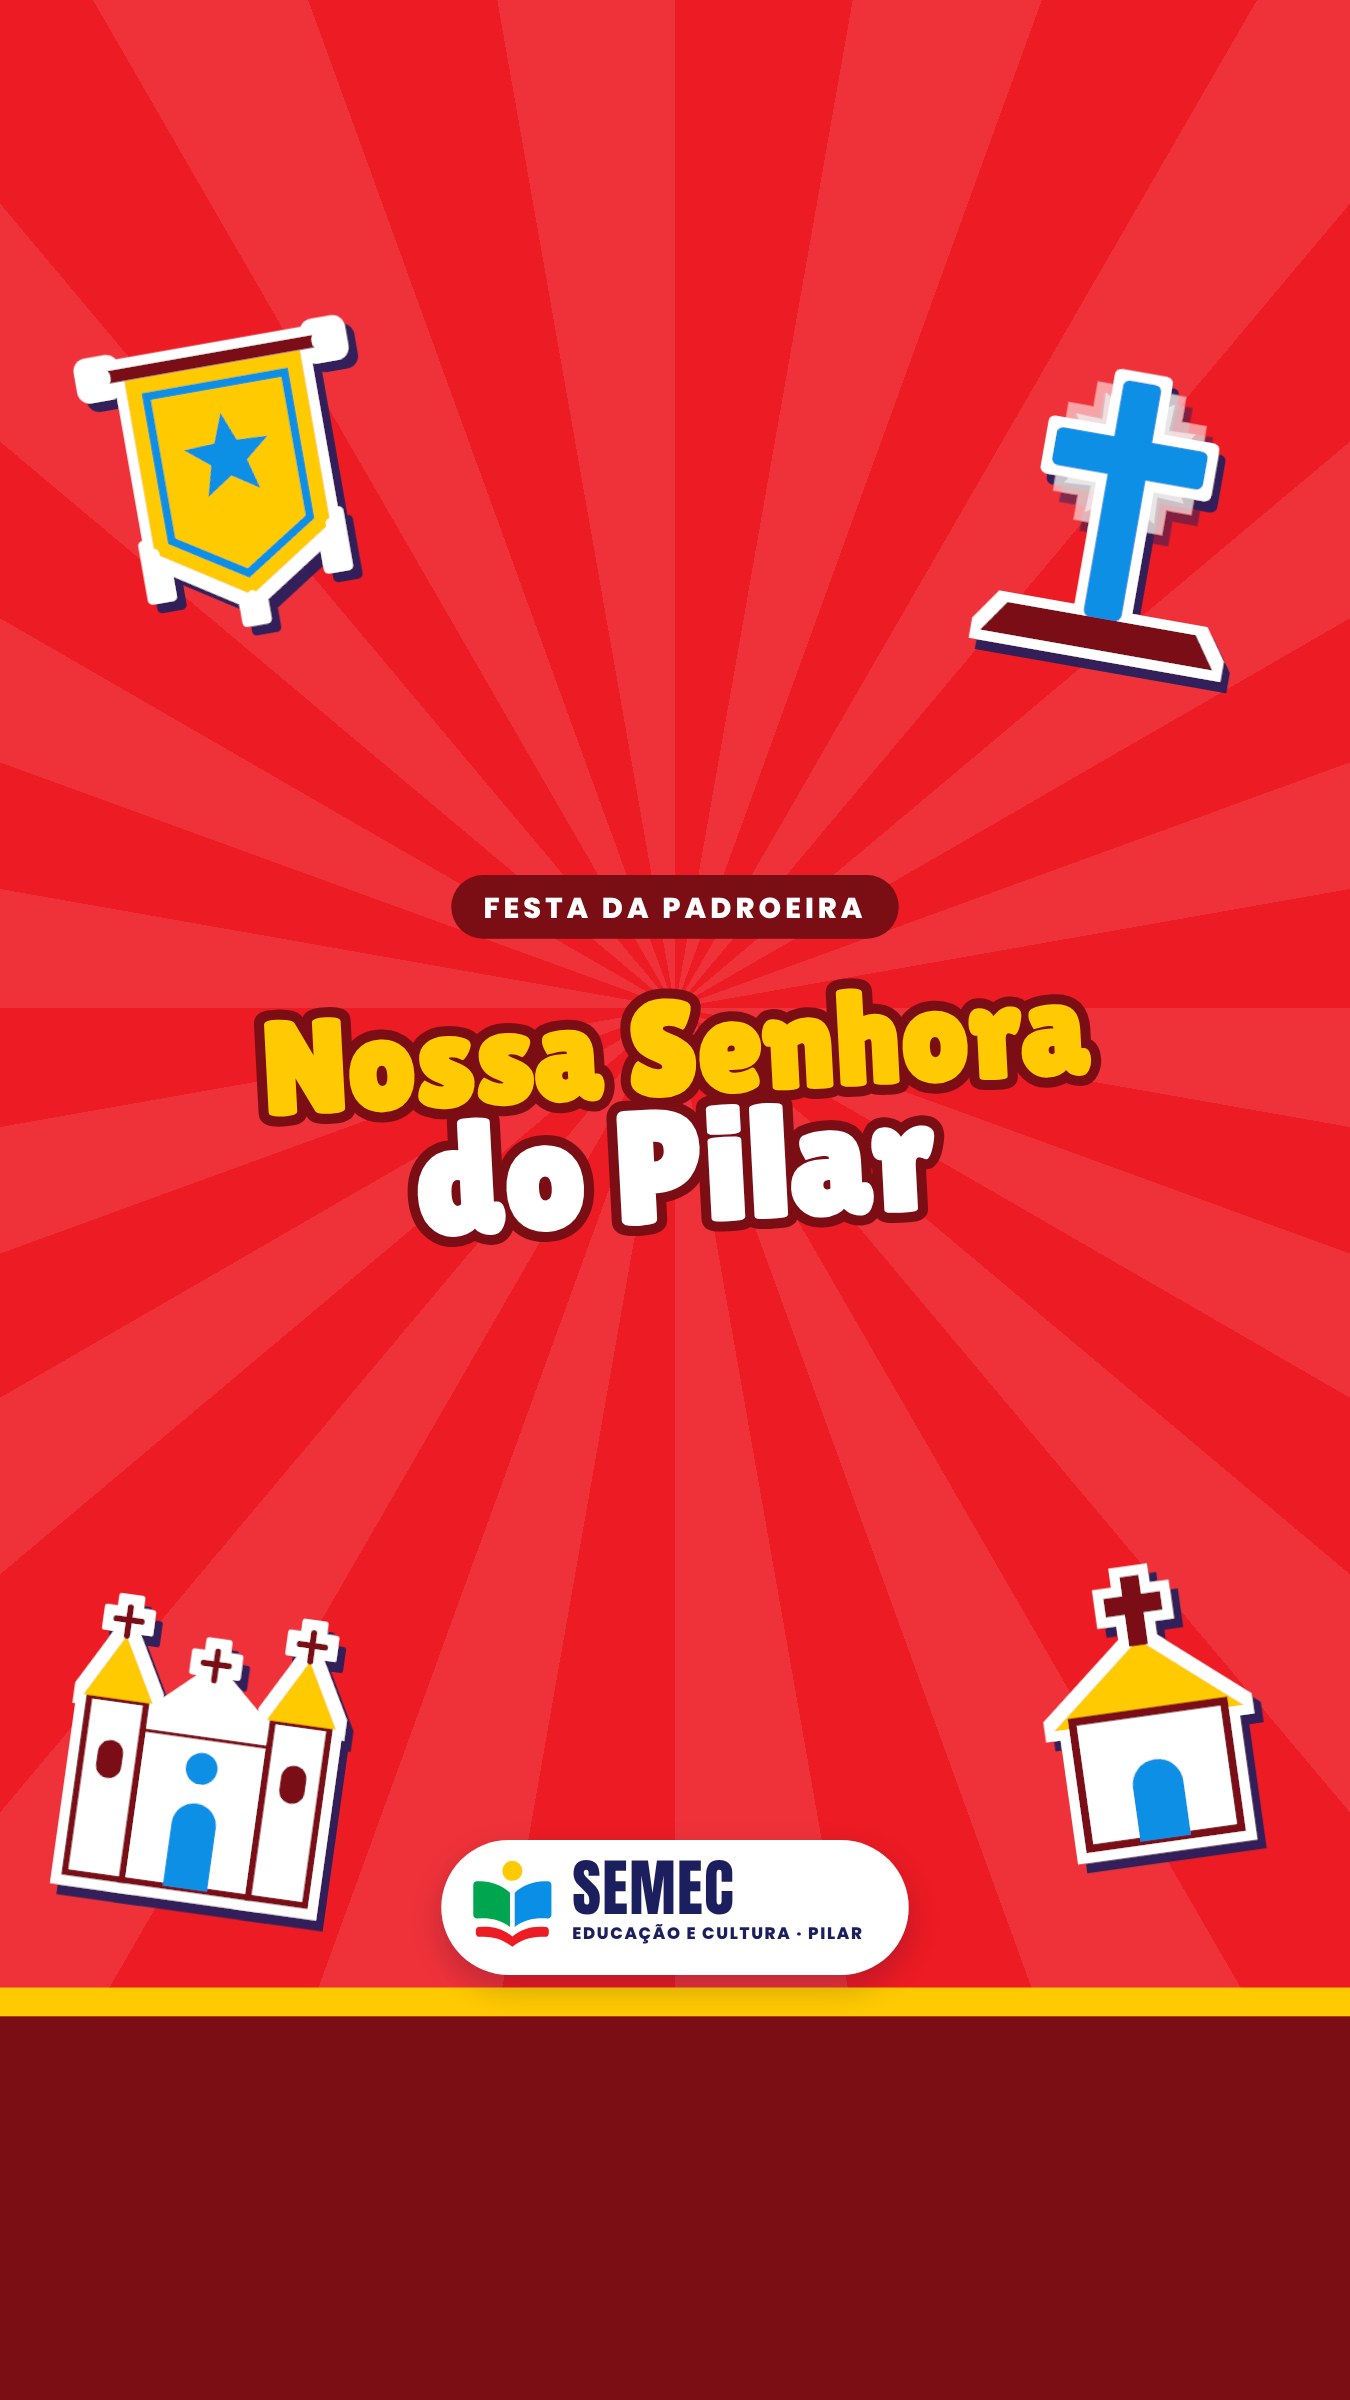 FESTA DA PADROEIRA
Nossa Senhora
do Pilar
SEMEC
EDUCAÇÃO E CULTURA · PILAR